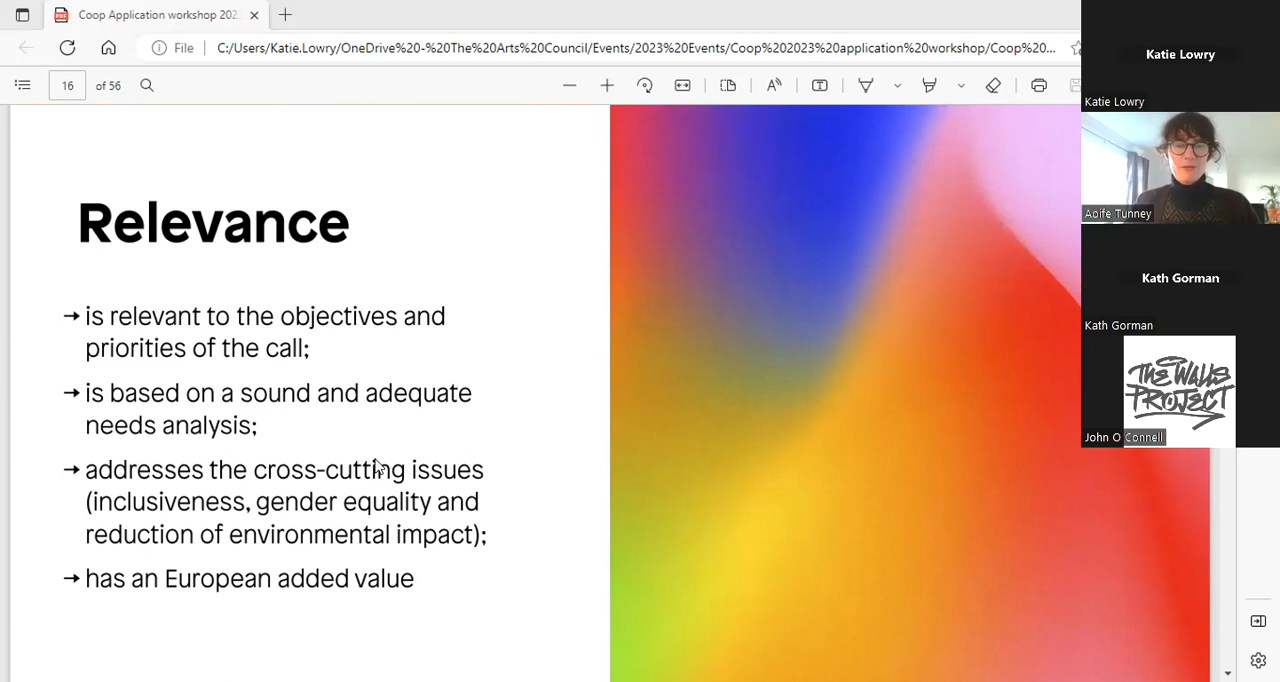 Coop Application workshop 202
File
C:/Users/Katie.Lowry/OneDrive%20-%20The%20Arts%20Council/Events/2023%20Events/Coop%202023%20application%20workshop/Coop%20...
16 of 56
Relevance
→ is relevant to the objectives and
priorities of the call;
→ is based on a sound and adequate
needs analysis;
→ addresses the cross-cutting issues
(inclusiveness, gender equality and
reduction of environmental impact);
→ has an European added value
Katie Lowry
Katie Lowry
Aoife Tunney
Kath Gorman
Kath Gorman
THE WALLS
PROJECT
John O Connell